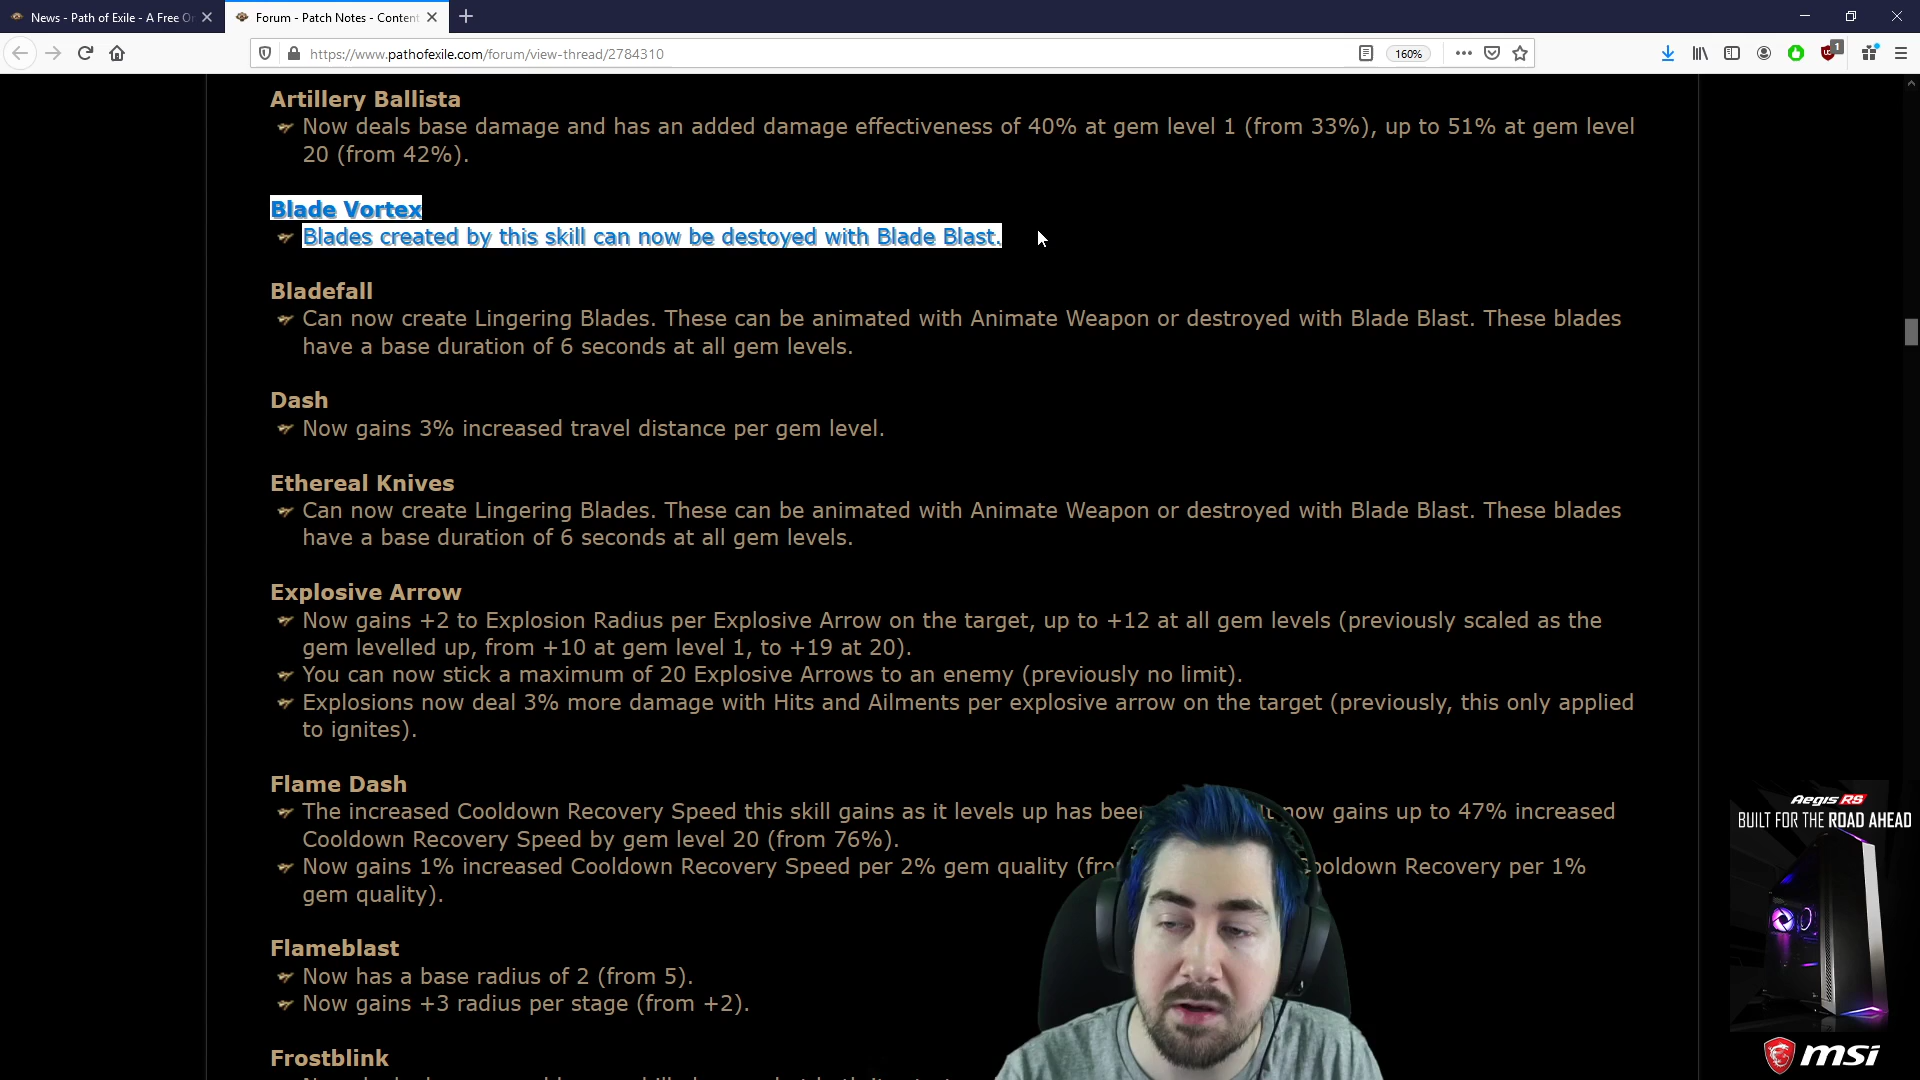 News - Path of Exile - A Free O
Forum - Patch Notes - Content
https://www.pathofexile.com/forum/view-thread/2784310
160%
1
Artillery Ballista
Now deals base damage and has an added damage effectiveness of 40% at gem level 1 (from 33%), up to 51% at gem level
20 (from 42%).
Blade Vortex
Blades created by this skill can now be destoyed with Blade Blast.
Bladefall
Can now create Lingering Blades. These can be animated with Animate Weapon or destroyed with Blade Blast. These blades
have a base duration of 6 seconds at all gem levels.
Dash
Now gains 3% increased travel distance per gem level.
Ethereal Knives
Can now create Lingering Blades. These can be animated with Animate Weapon or destroyed with Blade Blast. These blades
have a base duration of 6 seconds at all gem levels.
Explosive Arrow
Now gains +2 to Explosion Radius per Explosive Arrow on the target, up to +12 at all gem levels (previously scaled as the
gem levelled up, from +10 at gem level 1, to +19 at 20).
You can now stick a maximum of 20 Explosive Arrows to an enemy (previously no limit).
Explosions now deal 3% more damage with Hits and Ailments per explosive arrow on the target (previously, this only applied
to ignites).
Flame Dash
The increased Cooldown Recovery Speed this skill gains as it levels up has been now gains up to 47% increased
Cooldown Recovery Speed by gem level 20 (from 76%).
Now gains 1% increased Cooldown Recovery Speed per 2% gem quality Cooldown Recovery per 1%
gem quality).
Flameblast
Now has a base radius of 2 (from 5).
Now gains +3 radius per stage (from +2).
Frostblink
Aegis RS
BUILT FOR THE ROAD AHEAD
msi